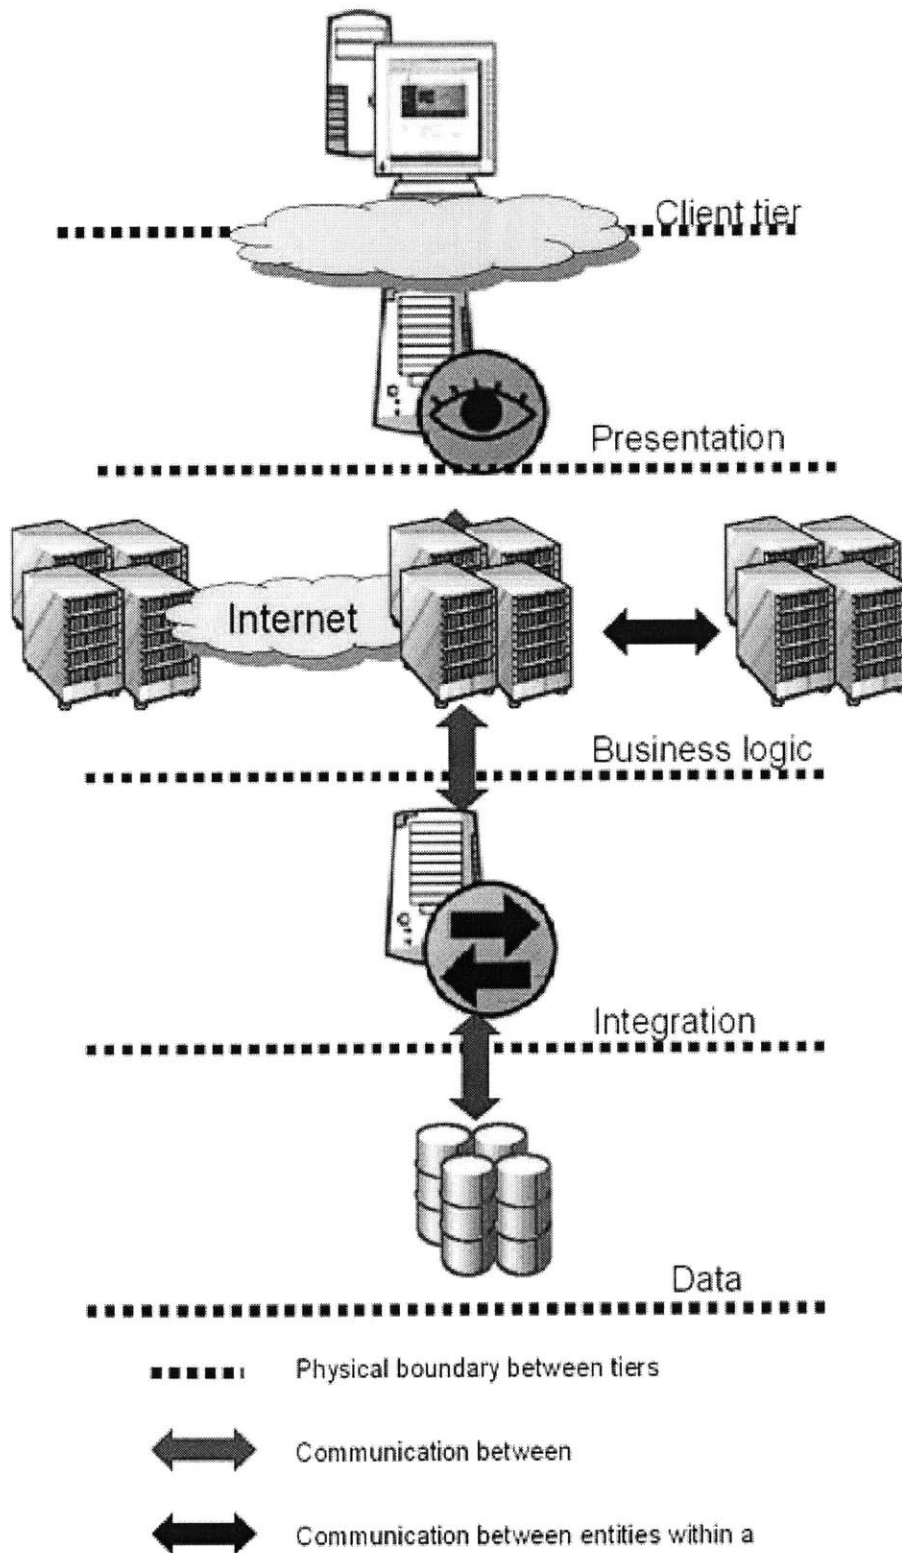 Client tier
Presentation
Internet
Business logic
Integration
Data
Physical boundary between tiers
Communication between
Communication between entities within a